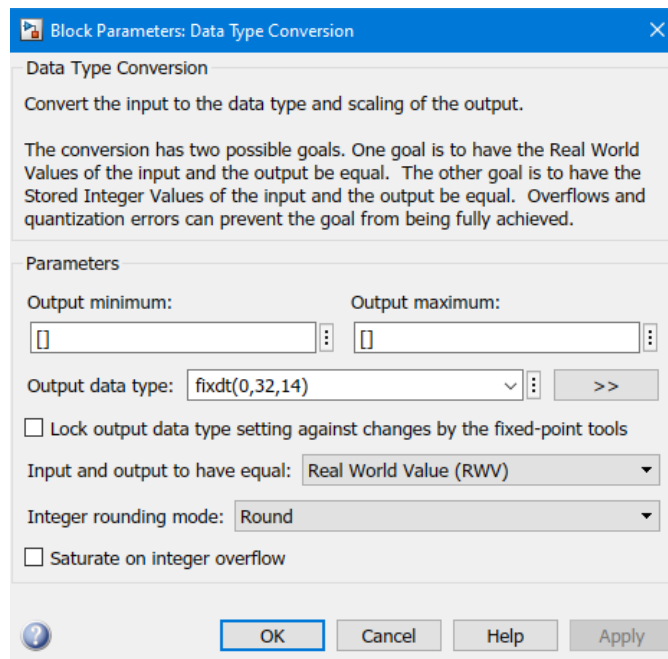 Block Parameters: Data Type Conversion
Data Type Conversion
Convert the input to the data type and scaling of the output.
The conversion has two possible goals. One goal is to have the Real World
Values of the input and the output be equal. The other goal is to have the
Stored Integer Values of the input and the output be equal. Overflows and
quantization errors can prevent the goal from being fully achieved.
Parameters
Output minimum: Output maximum:
[] []
Output data type: fixdt(0,32,14) >>
Lock output data type setting against changes by the fixed-point tools
Input and output to have equal: Real World Value (RWV)
Integer rounding mode: Round
Saturate on integer overflow
OK Cancel Help Apply